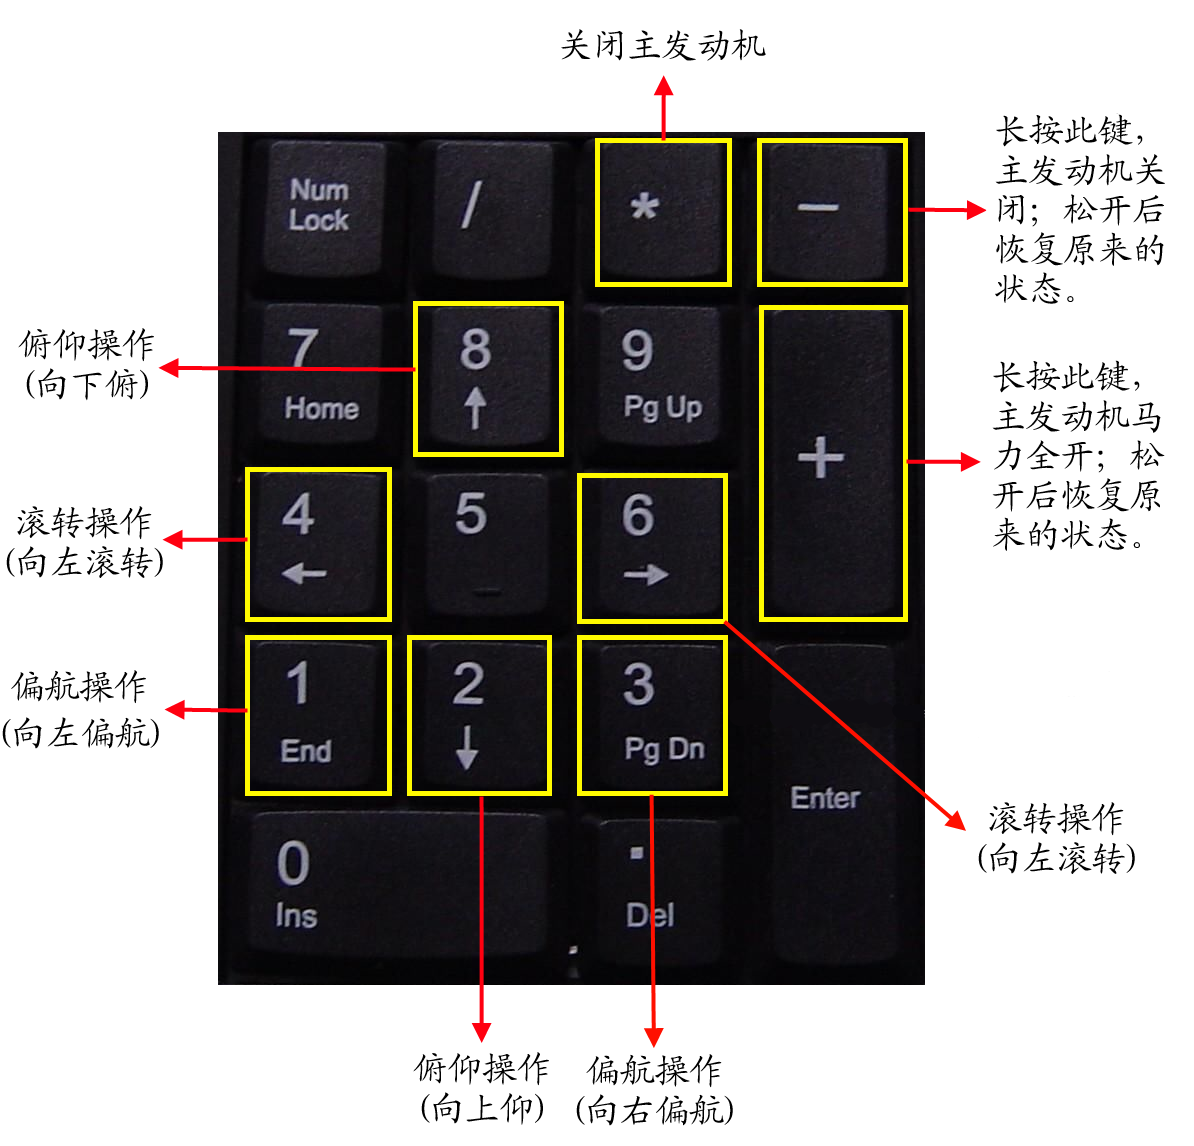 关闭主发动机
长按此键，
主发动机关
闭；松开后
恢复原来的
状态。
Num
Lock
/
*
−
俯仰操作
(向下俯)
7
Home
8
↑
9
Pg Up
+
长按此键，
主发动机马
力全开；松
开后恢复原
来的状态。
滚转操作
(向左滚转)
4
←
5
6
→
偏航操作
(向左偏航)
1
End
2
↓
3
Pg Dn
Enter
滚转操作
(向左滚转)
0
Ins
.
Del
俯仰操作
(向上仰)
偏航操作
(向右偏航)